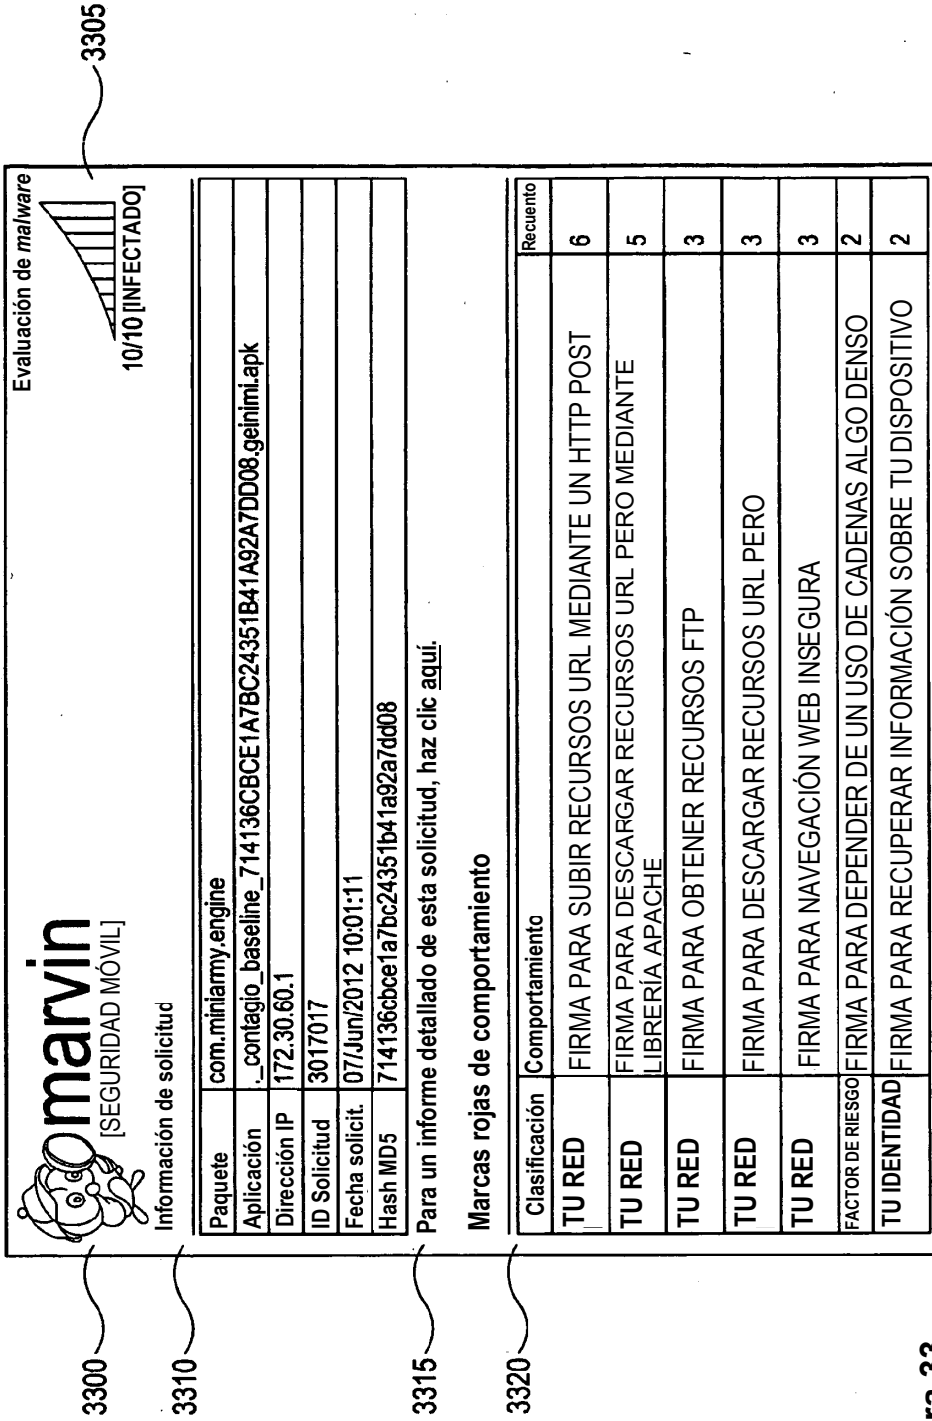 3300
3305
marvin
[SEGURIDAD MÓVIL]
Evaluación de malware
10/10 [INFECTADO]
3310
Información de solicitud
Paquete com.miniarmy.engine
Aplicación ._contagio_baseline_714136CBCE1A7BC24351B41A92A7DD08.geinimi.apk
Dirección IP 172.30.60.1
ID Solicitud 3017017
Fecha solicit. 07/Jun/2012 10:01:11
Hash MD5 714136cbce1a7bc24351b41a92a7dd08
3315
Para un informe detallado de esta solicitud, haz clic aquí.
Marcas rojas de comportamiento
3320
Clasificación Comportamiento Recuento
TU RED FIRMA PARA SUBIR RECURSOS URL MEDIANTE UN HTTP POST 6
TU RED FIRMA PARA DESCARGAR RECURSOS URL PERO MEDIANTE
LIBRERÍA APACHE 5
TU RED FIRMA PARA OBTENER RECURSOS FTP 3
TU RED FIRMA PARA DESCARGAR RECURSOS URL PERO 3
TU RED FIRMA PARA NAVEGACIÓN WEB INSEGURA 3
FACTOR DE RIESGO FIRMA PARA DEPENDER DE UN USO DE CADENAS ALGO DENSO 2
TU IDENTIDAD FIRMA PARA RECUPERAR INFORMACIÓN SOBRE TU DISPOSITIVO 2